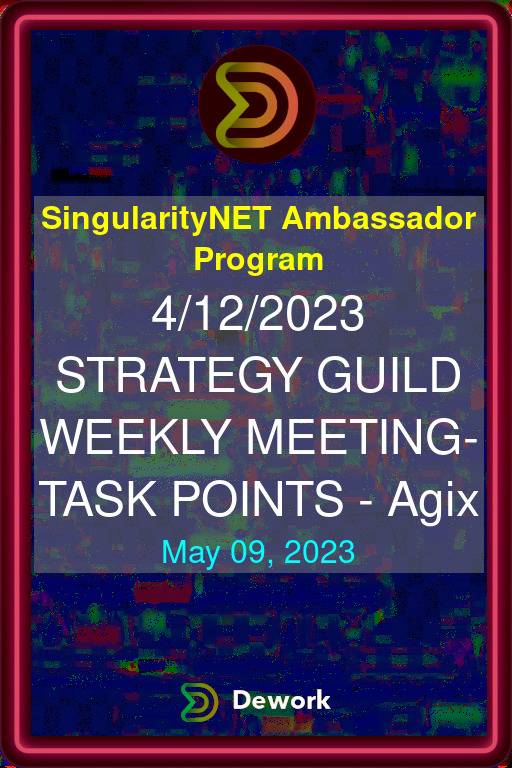 SingularityNET Ambassador
Program
4/12/2023
STRATEGY GUILD
WEEKLY MEETING-
TASK POINTS - Agix
May 09, 2023
Dework